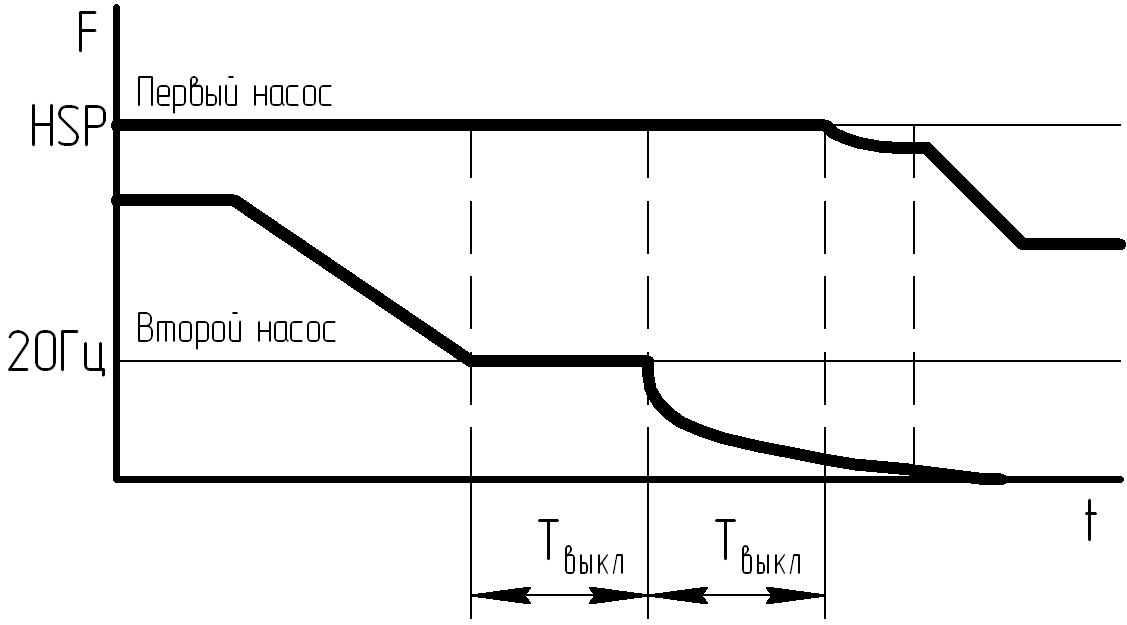 F
Первый насос
HSP
Второй насос
20Гц
t
Tвыкл Tвыкл